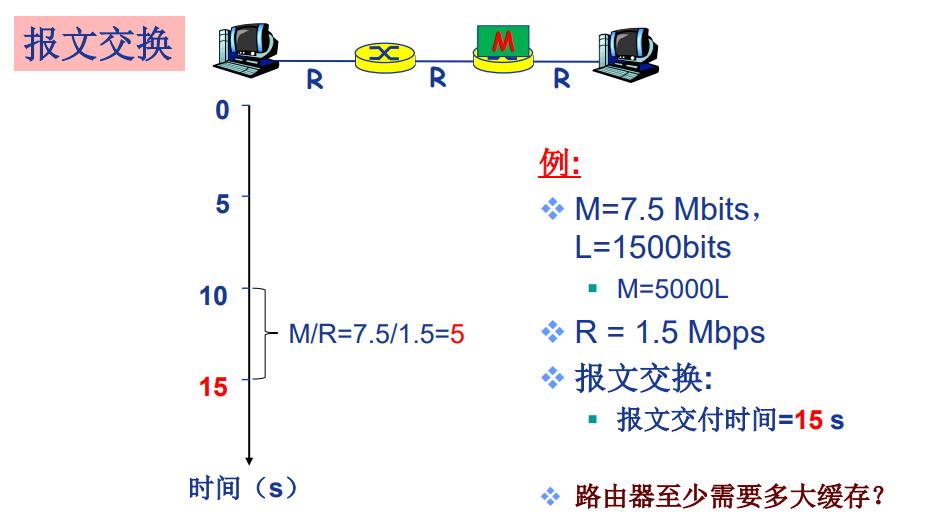 报文交换
M
R
R
R
0
5
10
15
M/R=7.5/1.5=5
时间（s）
例:
M=7.5 Mbits，
L=1500bits
M=5000L
R = 1.5 Mbps
报文交换:
报文交付时间=15 s
路由器至少需要多大缓存？